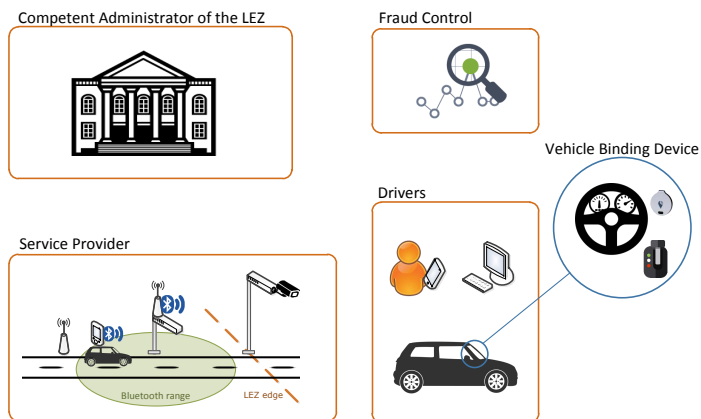 Competent Administrator of the LEZ
Fraud Control
Vehicle Binding Device
Drivers
Service Provider
Bluetooth range
LEZ edge